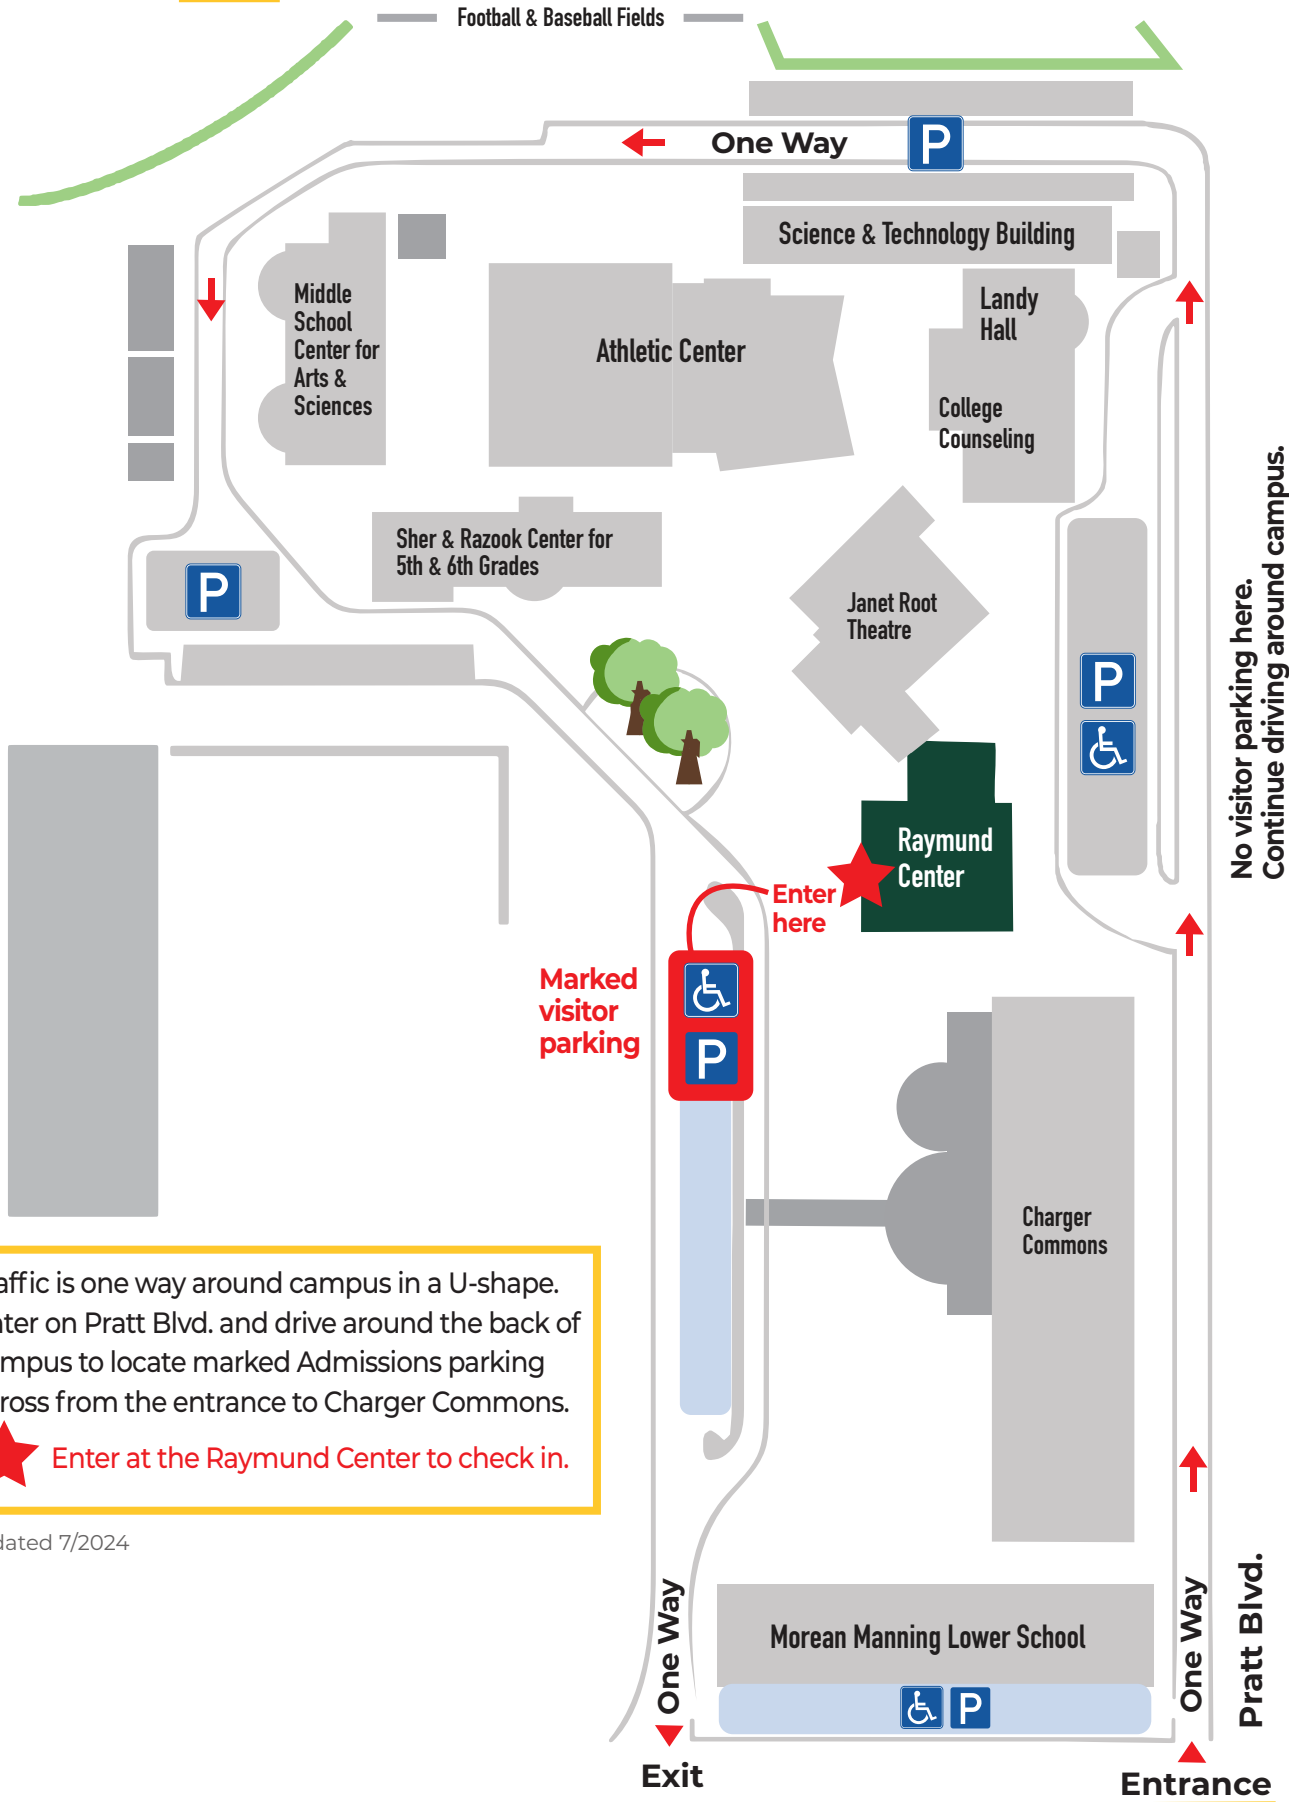 Football & Baseball Fields
One Way
P
Science & Technology Building
Middle
School
Center for
Arts &
Sciences
Landy
Hall
Athletic Center
College
Counseling
No visitor parking here.
Continue driving around campus.
Sher & Razook Center for
5th & 6th Grades
P
Janet Root
Theatre
P
Raymund
Center
Enter
here
Marked
visitor
parking
P
Charger
Commons
affic is one way around campus in a U-shape.
nter on Pratt Blvd. and drive around the back of
mpus to locate marked Admissions parking
ross from the entrance to Charger Commons.
Enter at the Raymund Center to check in.
dated 7/2024
One Way
Morean Manning Lower School
P
One Way
Pratt Blvd.
Exit
Entrance